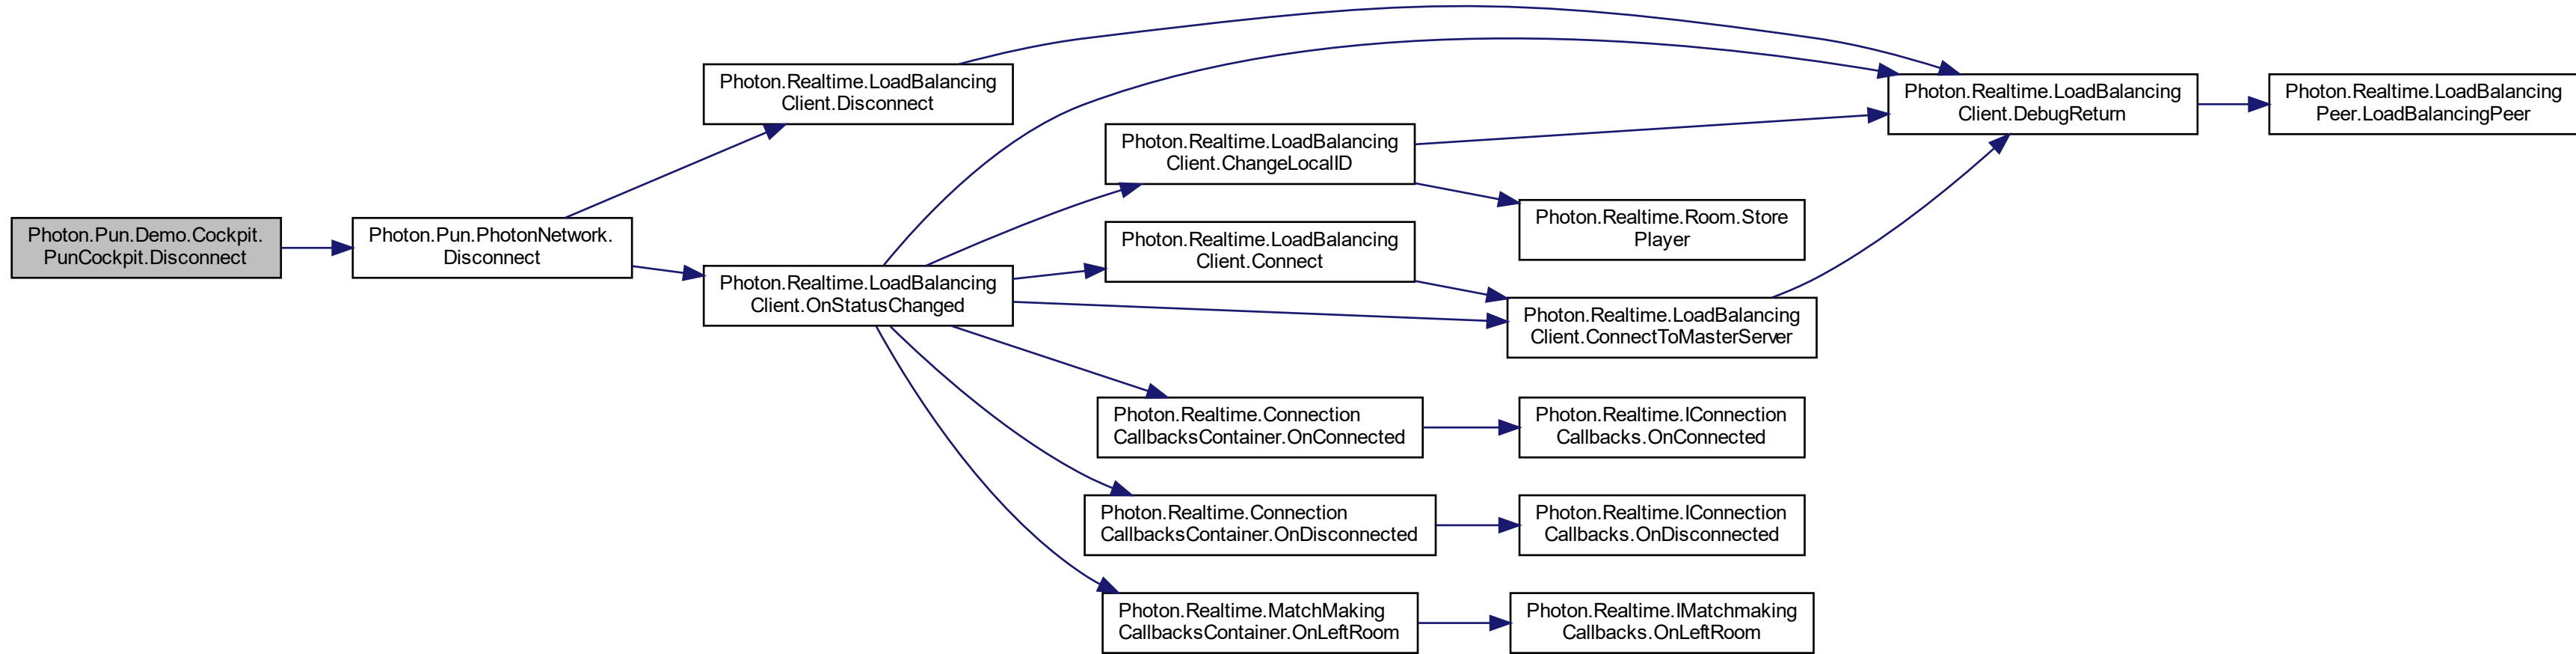 Photon.Pun.Demo.Cockpit.
PunCockpit.Disconnect
Photon.Pun.PhotonNetwork.
Disconnect
Photon.Realtime.LoadBalancing
Client.Disconnect
Photon.Realtime.LoadBalancing
Client.OnStatusChanged
Photon.Realtime.LoadBalancing
Client.ChangeLocalID
Photon.Realtime.LoadBalancing
Client.Connect
Photon.Realtime.Connection
CallbacksContainer.OnConnected
Photon.Realtime.Connection
CallbacksContainer.OnDisconnected
Photon.Realtime.MatchMaking
CallbacksContainer.OnLeftRoom
Photon.Realtime.Room.Store
Player
Photon.Realtime.LoadBalancing
Client.ConnectToMasterServer
Photon.Realtime.IConnection
Callbacks.OnConnected
Photon.Realtime.IConnection
Callbacks.OnDisconnected
Photon.Realtime.IMatchmaking
Callbacks.OnLeftRoom
Photon.Realtime.LoadBalancing
Client.DebugReturn
Photon.Realtime.LoadBalancing
Peer.LoadBalancingPeer